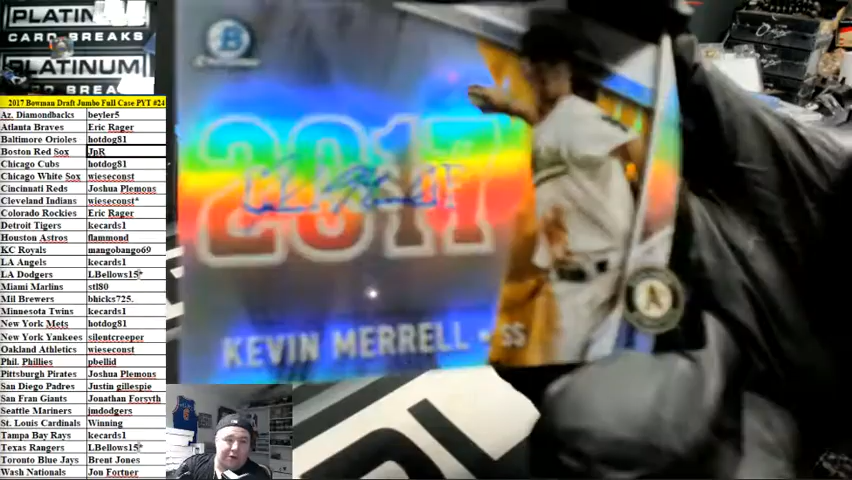 PLATINUM
CARD BREAKS
PLATINUM
CARD BREAKS
2017 Bowman Draft Jumbo Full Case PYT #24
Az. Diamondbacks beyler5
Atlanta Braves Eric Rager
Baltimore Orioles hotdog81
Boston Red Sox JpR
Chicago Cubs hotdog81
Chicago White Sox wieseconst
Cincinnati Reds Joshua Plemons
Cleveland Indians wieseconst*
Colorado Rockies Eric Rager
Detroit Tigers kecards1
Houston Astros flammond
KC Royals mangobango69
LA Angels kecards1
LA Dodgers LBellows15*
Miami Marlins stl80
Mil Brewers bhicks725.
Minnesota Twins kecards1
New York Mets hotdog81
New York Yankees silentcreeper
Oakland Athletics wieseconst
Phil. Phillies pbellid
Pittsburgh Pirates Joshua Plemons
San Diego Padres Justin gillespie
San Fran Giants Jonathan Forsyth
Seattle Mariners jmdodgers
St. Louis Cardinals Winning
Tampa Bay Rays kecards1
Texas Rangers LBellows15*
Toronto Blue Jays Brent Jones
Wash Nationals Jon Fortner
B
2017
KEVIN MERRELL • SS
A